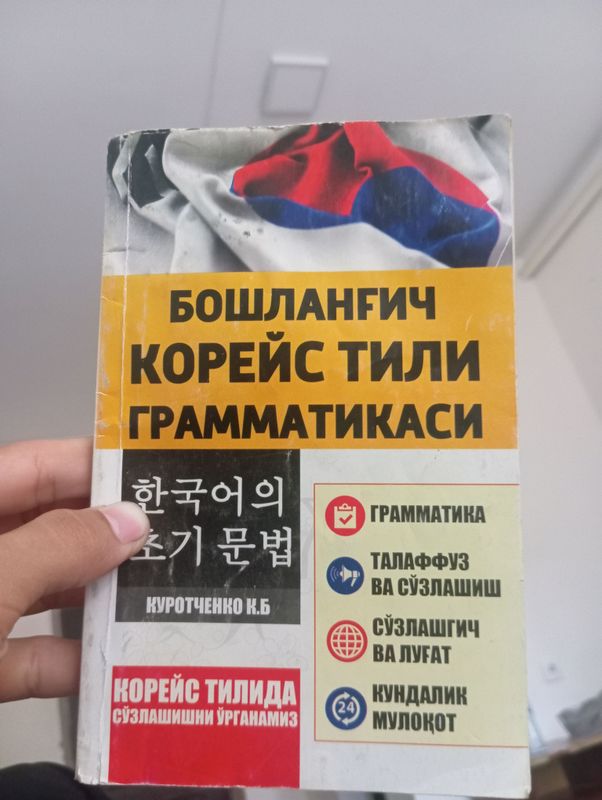 БОШЛАНҒИЧ
КОРЕЙС ТИЛИ
ГРАММАТИКАСИ
한국어의
초기 문법
КУРОТЧЕНКО К.Б
КОРЕЙС ТИЛИДА
СЎЗЛАШИШНИ ЎРГАНАМИЗ
ГРАММАТИКА
ТАЛАФФУЗ
ВА СЎЗЛАШИШ
СЎЗЛАШГИЧ
ВА ЛУҒАТ
24
КУНДАЛИК
МУЛОҚОТ